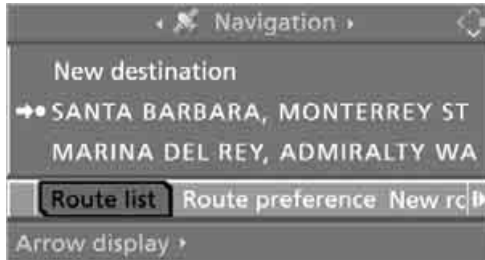 Navigation
New destination
SANTA BARBARA, MONTERREY ST
MARINA DEL REY, ADMIRALTY WA
Route list Route preference New
Arrow display